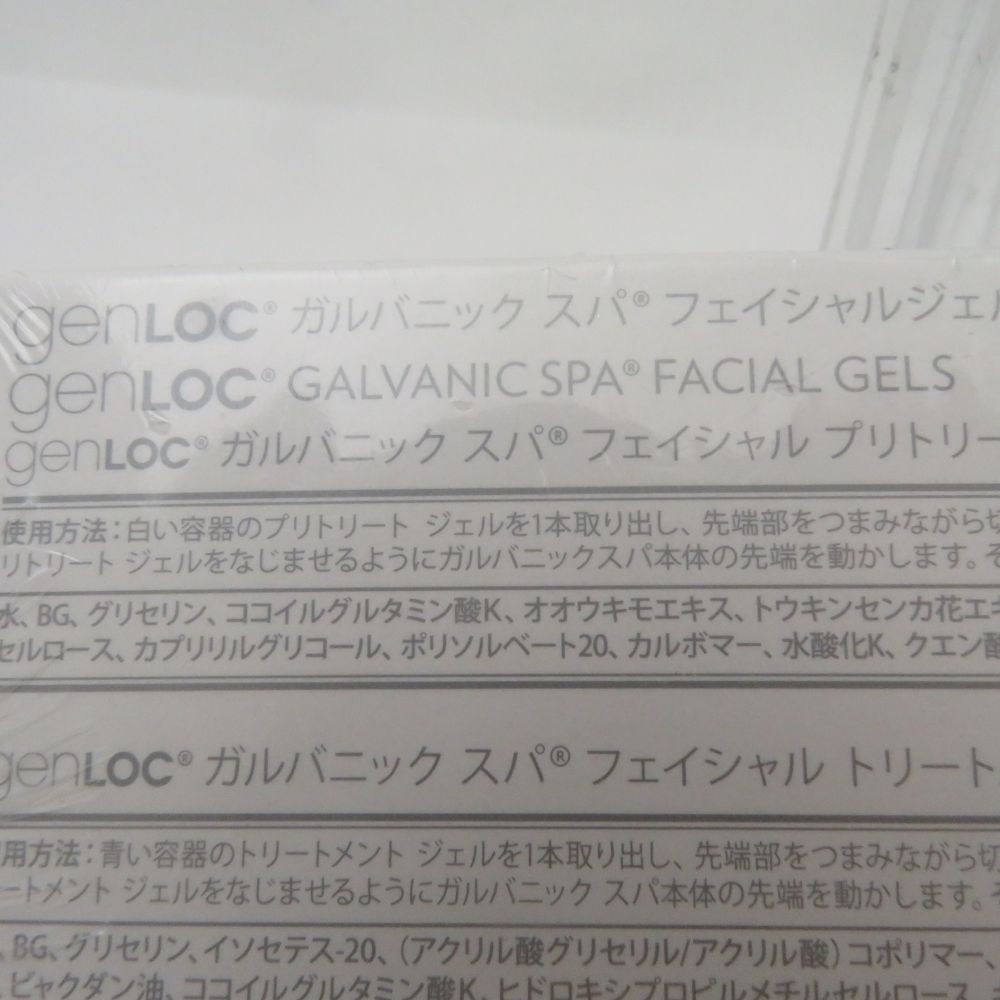 genLOC® ガルバニック スパ® フェイシャルジェル
genLOC® GALVANIC SPA® FACIAL GELS
genLOC® ガルバニック スパ® フェイシャル プリトリー
使用方法：白い容器のプリトリート ジェルを1本取り出し、先端部をつまみながら切
リトリート ジェルをなじませるようにガルバニックスパ本体の先端を動かします。そ
水、BG、グリセリン、ココイルグルタミン酸K、オオウキモエキス、トウキンセンカ花エキ
セルロース、カプリリルグリコール、ポリソルベート20、カルボマー、水酸化K、クエン酸
genLOC® ガルバニック スパ® フェイシャル トリート
用方法：青い容器のトリートメント ジェルを1本取り出し、先端部をつまみながら切
ートメント ジェルをなじませるようにガルバニック スパ本体の先端を動かします。そ
、BG、グリセリン、イソセテス-20、（アクリル酸グリセリル/アクリル酸）コポリマー、
、ビャクダン油、ココイルグルタミン酸K、ヒドロキシプロピルメチルセルロース、